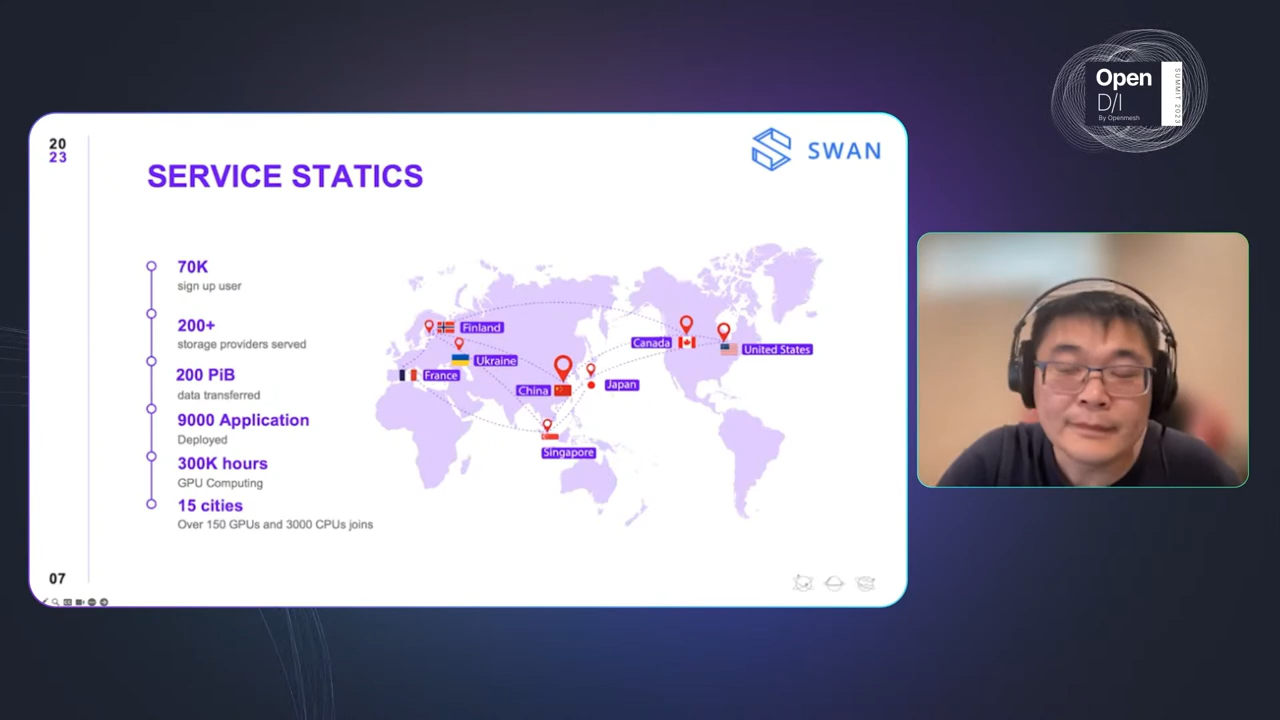 Open
D/I
By Openmesh
SUMMIT 2023
20
23
SWAN
SERVICE STATICS
70K
sign up user
200+
storage providers served
200 PiB
data transferred
9000 Application
Deployed
300K hours
GPU Computing
15 cities
Over 150 GPUs and 3000 CPUs joins
Finland
Ukraine
France
China
Japan
Singapore
Canada
United States
07